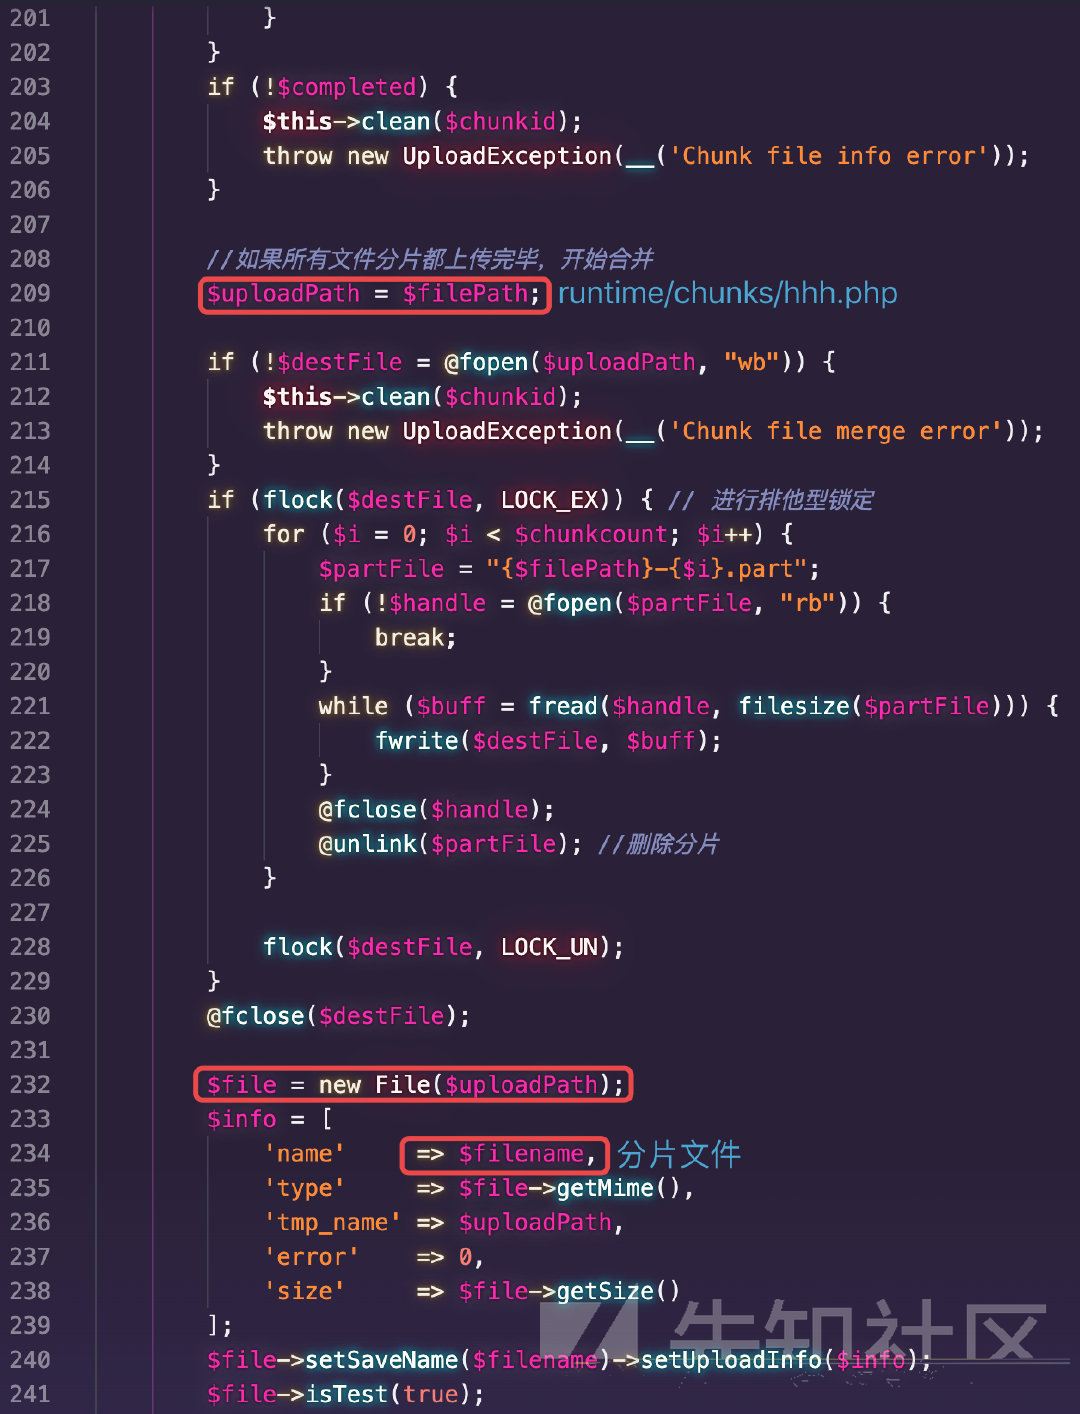 201 }
202 }
203 if (!$completed) {
204 $this->clean($chunkid);
205 throw new UploadException(__('Chunk file info error'));
206 }
207
208 //如果所有文件分片都上传完毕，开始合并
209 $uploadPath = $filePath; runtime/chunks/hhh.php
210
211 if (!$destFile = @fopen($uploadPath, "wb")) {
212 $this->clean($chunkid);
213 throw new UploadException(__('Chunk file merge error'));
214 }
215 if (flock($destFile, LOCK_EX)) { // 进行排他型锁定
216 for ($i = 0; $i < $chunkcount; $i++) {
217 $partFile = "{$filePath}-{$i}.part";
218 if (!$handle = @fopen($partFile, "rb")) {
219 break;
220 }
221 while ($buff = fread($handle, filesize($partFile))) {
222 fwrite($destFile, $buff);
223 }
224 @fclose($handle);
225 @unlink($partFile); //删除分片
226 }
227
228 flock($destFile, LOCK_UN);
229 }
230 @fclose($destFile);
231
232 $file = new File($uploadPath);
233 $info = [
234 'name' => $filename, 分片文件
235 'type' => $file->getMime(),
236 'tmp_name' => $uploadPath,
237 'error' => 0,
238 'size' => $file->getSize()
239 ];
240 $file->setSaveName($filename)->setUploadInfo($info);
241 $file->isTest(true);
社区